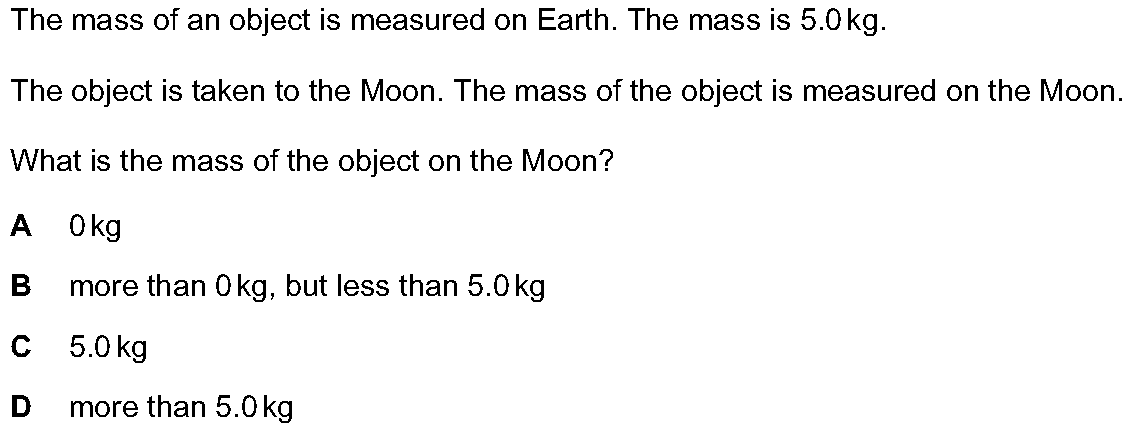 The mass of an object is measured on Earth. The mass is 5.0 kg.
The object is taken to the Moon. The mass of the object is measured on the Moon.
What is the mass of the object on the Moon?
A 0 kg
B more than 0 kg, but less than 5.0 kg
C 5.0 kg
D more than 5.0 kg